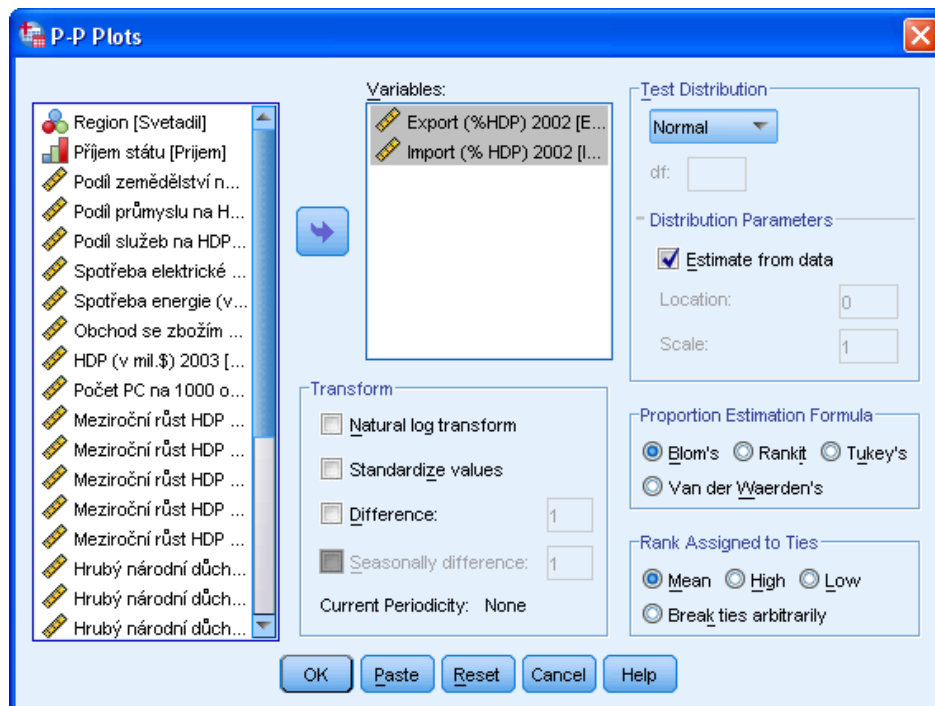 P-P Plots
Region [Svetadil]
Příjem státu [Prijem]
Podíl zemědělství n...
Podíl průmyslu na H...
Podíl služeb na HDP...
Spotřeba elektrické ...
Spotřeba energie (v...
Obchod se zbožím ...
HDP (v mil.$) 2003 [...
Počet PC na 1000 o...
Meziroční růst HDP ...
Meziroční růst HDP ...
Meziroční růst HDP ...
Meziroční růst HDP ...
Meziroční růst HDP ...
Hrubý národní důch...
Hrubý národní důch...
Hrubý národní důch...
Variables:
Export (%HDP) 2002 [E...
Import (% HDP) 2002 [I...
Transform
Natural log transform
Standardize values
Difference: 1
Seasonally difference: 1
Current Periodicity: None
Test Distribution
Normal
df:
Distribution Parameters
Estimate from data
Location: 0
Scale: 1
Proportion Estimation Formula
Blom's Rankit Tukey's
Van der Waerden's
Rank Assigned to Ties
Mean High Low
Break ties arbitrarily
OK Paste Reset Cancel Help